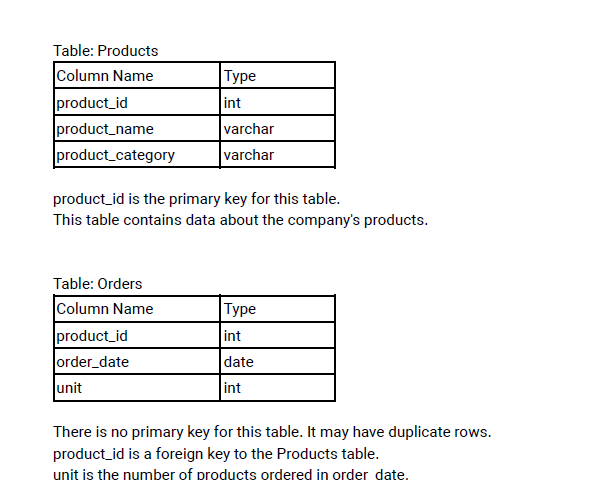 Table: Products
Column Name Type
product_id int
product_name varchar
product_category varchar
product_id is the primary key for this table.
This table contains data about the company's products.
Table: Orders
Column Name Type
product_id int
order_date date
unit int
There is no primary key for this table. It may have duplicate rows.
product_id is a foreign key to the Products table.
unit is the number of products ordered in order_date.